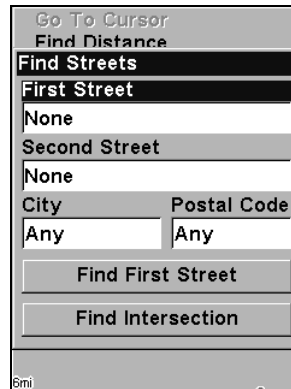 Go To Cursor
Find Distance
Find Streets
First Street
None
Second Street
None
City Postal Code
Any Any
Find First Street
Find Intersection
6mi